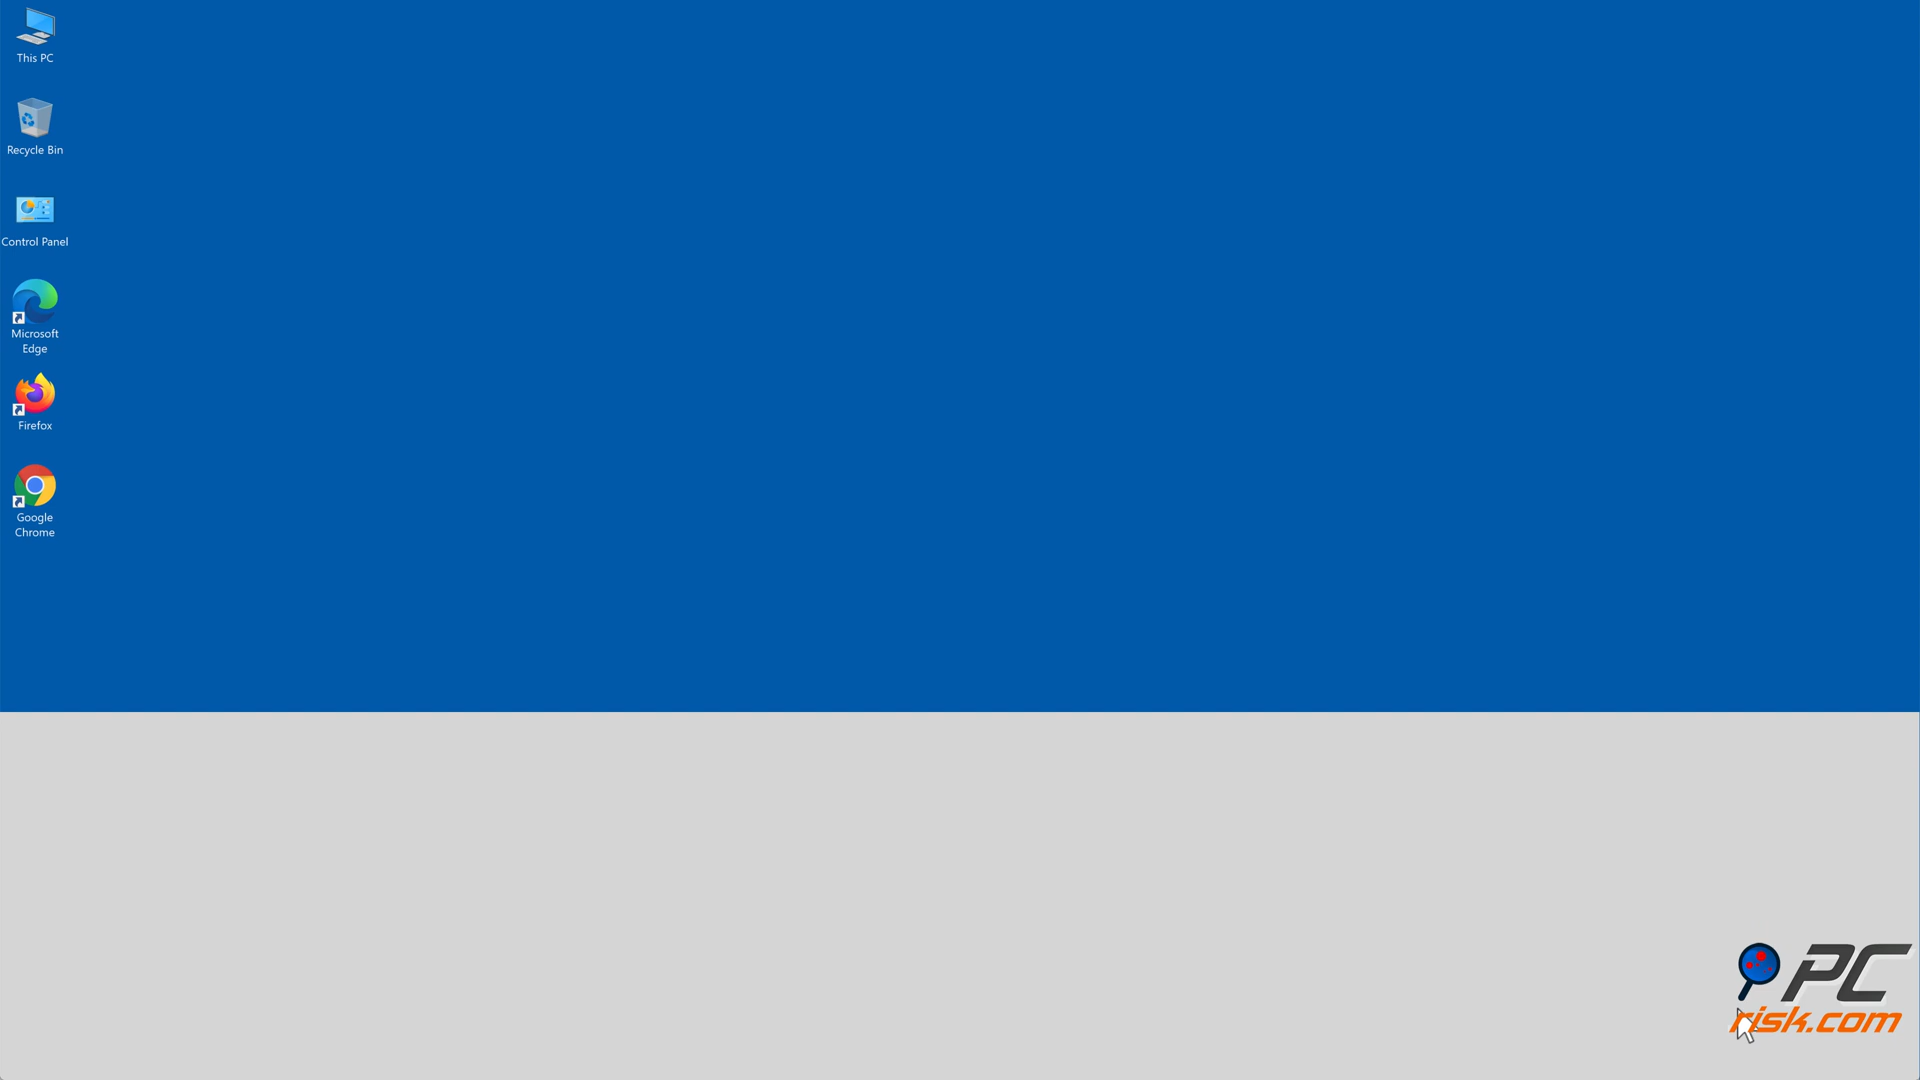 This PC
Recycle Bin
Control Panel
Microsoft
Edge
Firefox
Google
Chrome
PC
risk.com